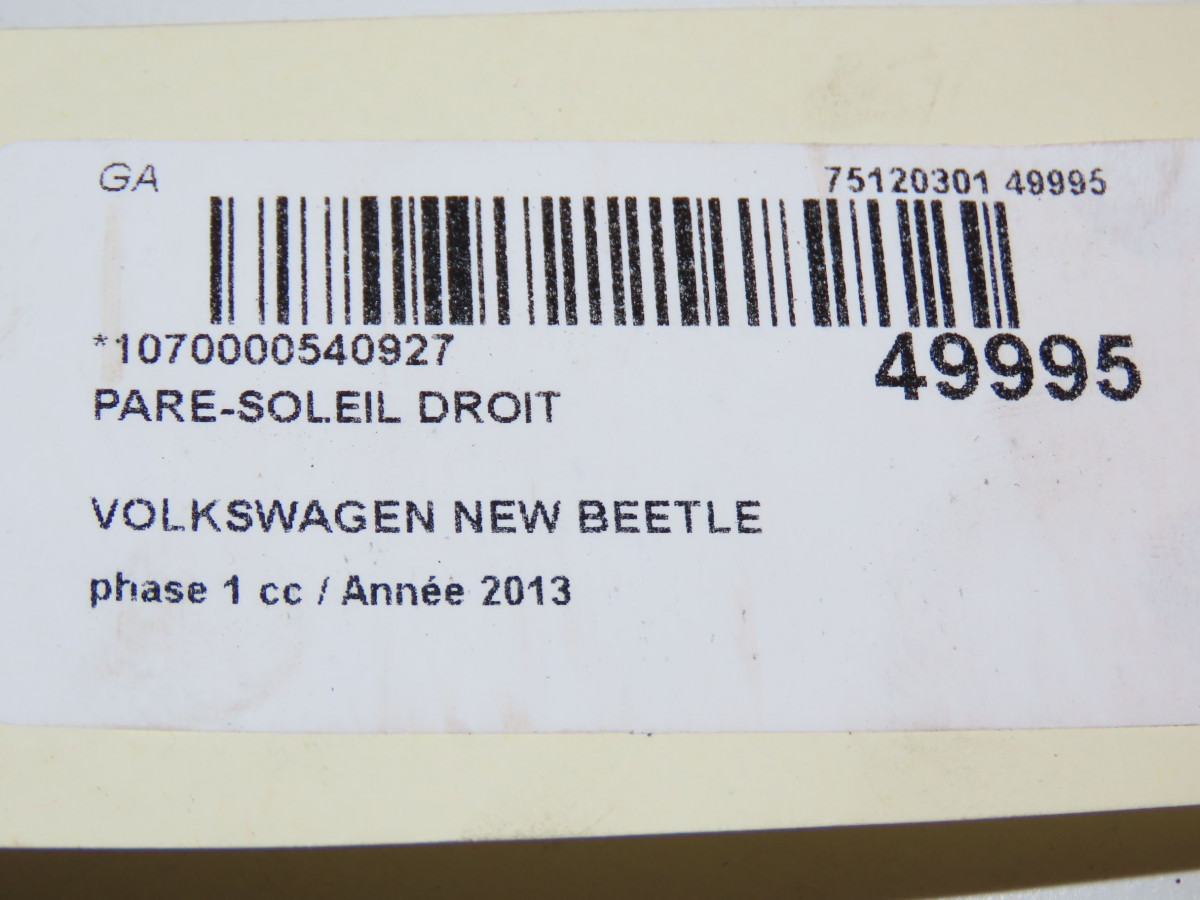 GA 75120301 49995
*1070000540927
49995
PARE-SOLEIL DROIT
VOLKSWAGEN NEW BEETLE
phase 1 cc / Année 2013